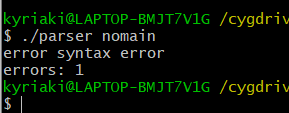 kyriaki@LAPTOP-BMJT7V1G /cygdriv
$ ./parser nomain
error syntax error
errors: 1
kyriaki@LAPTOP-BMJT7V1G /cygdriv
$